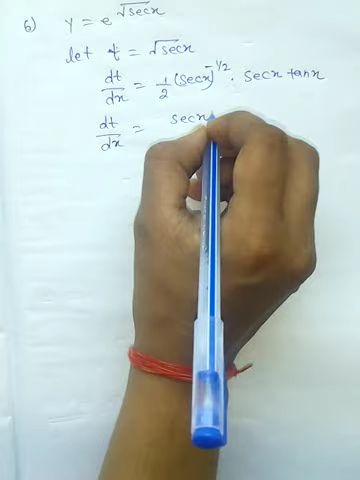 6) y = e^√secx
let t = √secx
dt/dx = 1/2 (secx)^-1/2 . secx tanx
dt/dx = secx